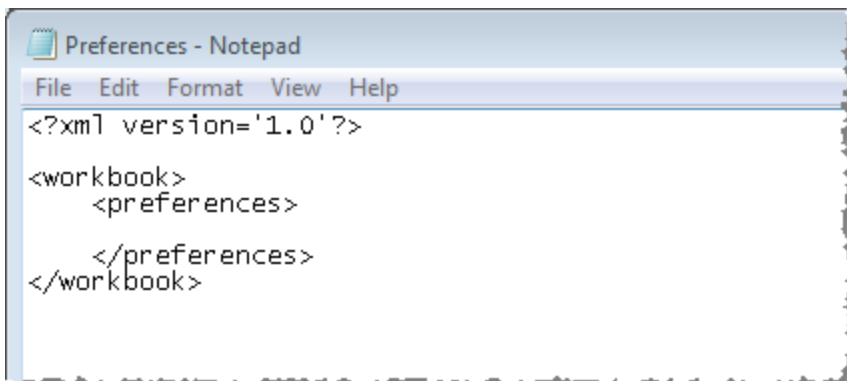 Preferences - Notepad
File Edit Format View Help
<?xml version='1.0'?>
<workbook>
<preferences>
</preferences>
</workbook>